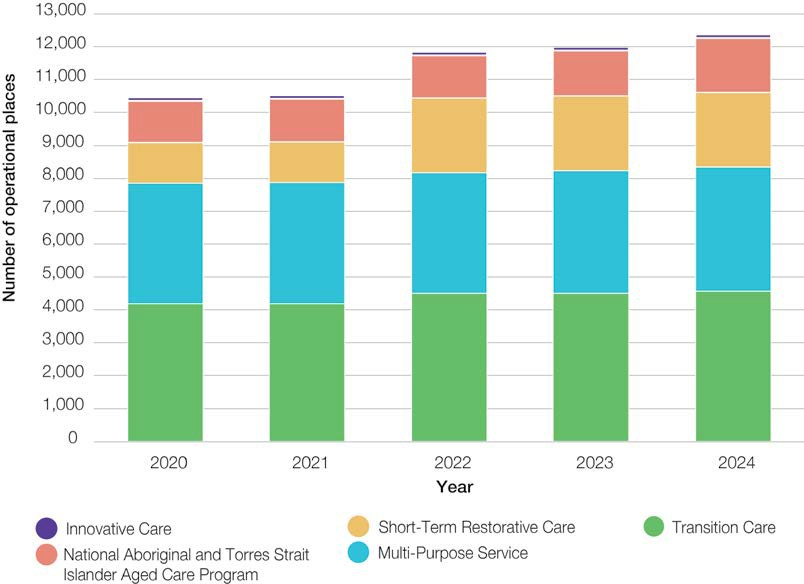 13,000
12,000
11,000
10,000
9,000
8,000
7,000
6,000
5,000
4,000
3,000
2,000
1,000
0
Number of operational places
2020 2021 2022 2023 2024
Year
Innovative Care
National Aboriginal and Torres Strait
Islander Aged Care Program
Short-Term Restorative Care
Multi-Purpose Service
Transition Care